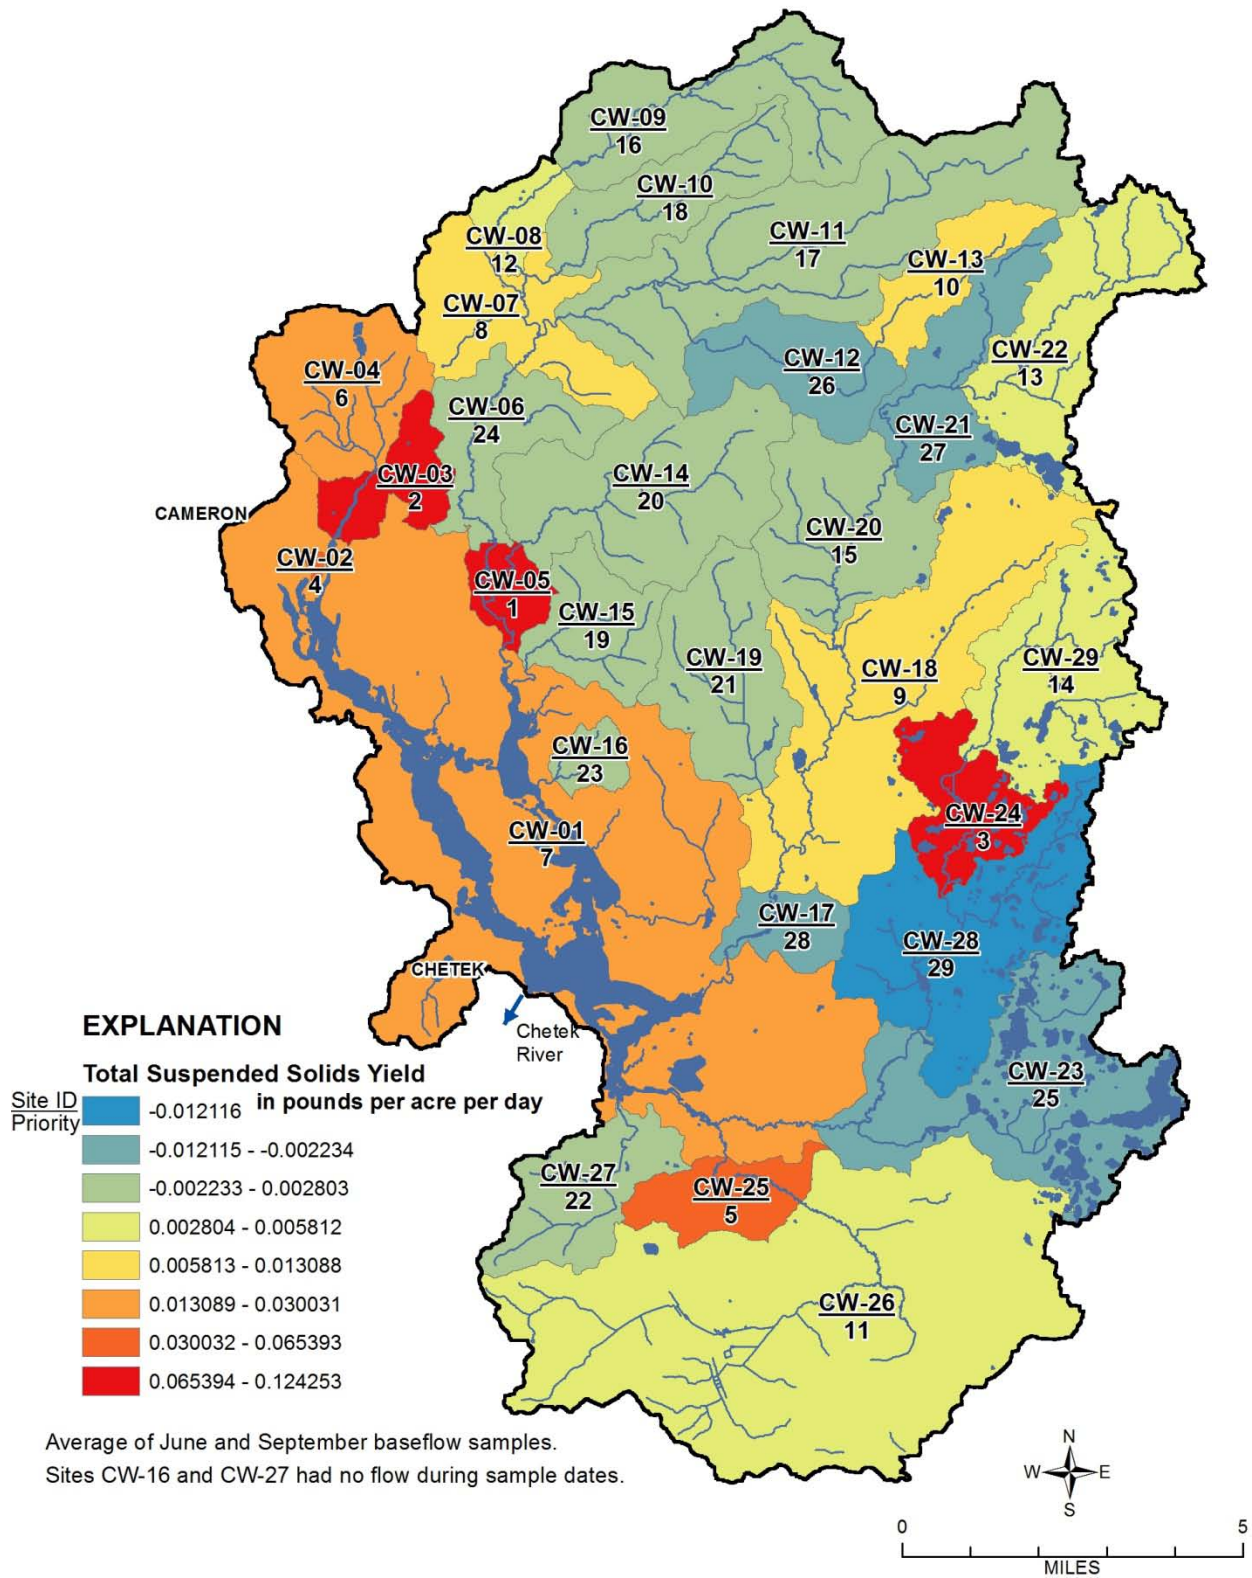 CW-09
16
CW-10
18
CW-08
12
CW-11
17
CW-13
10
CW-07
8
CW-12
26
CW-22
13
CW-04
6
CW-06
24
CW-21
27
CW-03
2
CW-14
20
CAMERON
CW-20
15
CW-02
4
CW-05
1
CW-15
19
CW-19
21
CW-18
9
CW-29
14
CW-16
23
CW-24
3
CW-01
7
CW-17
28
CW-28
29
CHETEK
Chetek
River
CW-23
25
CW-27
22
CW-25
5
CW-26
11
EXPLANATION
Total Suspended Solids Yield
in pounds per acre per day
Site ID
Priority
-0.012116
-0.012115 - -0.002234
-0.002233 - 0.002803
0.002804 - 0.005812
0.005813 - 0.013088
0.013089 - 0.030031
0.030032 - 0.065393
0.065394 - 0.124253
Average of June and September baseflow samples.
Sites CW-16 and CW-27 had no flow during sample dates.
N
W E
S
0 5
MILES